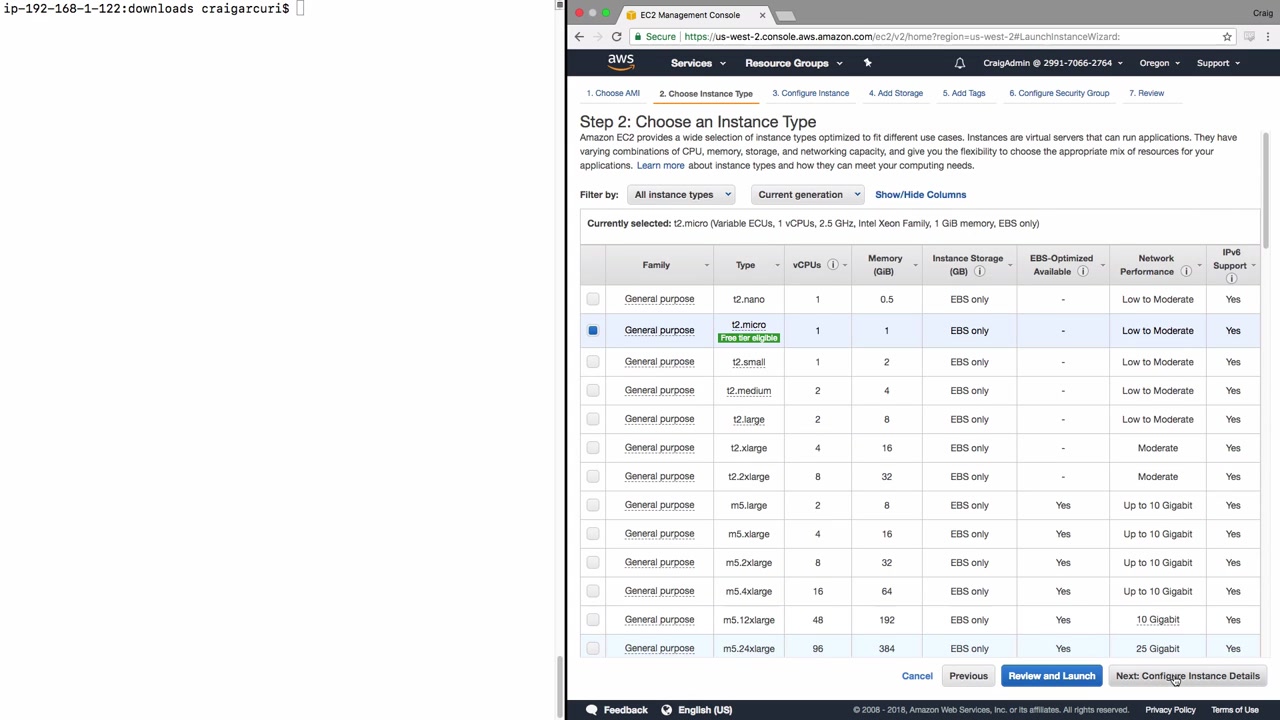 ip-192-168-1-122:downloads craigarcuri$
EC2 Management Console
Craig
Secure https://us-west-2.console.aws.amazon.com/ec2/v2/home?region=us-west-2#LaunchInstanceWizard:
aws Services Resource Groups CraigAdmin @ 2991-7066-2764 Oregon Support
1. Choose AMI 2. Choose Instance Type 3. Configure Instance 4. Add Storage 5. Add Tags 6. Configure Security Group 7. Review
Step 2: Choose an Instance Type
Amazon EC2 provides a wide selection of instance types optimized to fit different use cases. Instances are virtual servers that can run applications. They have
varying combinations of CPU, memory, storage, and networking capacity, and give you the flexibility to choose the appropriate mix of resources for your
applications. Learn more about instance types and how they can meet your computing needs.
Filter by: All instance types Current generation Show/Hide Columns
Currently selected: t2.micro (Variable ECUs, 1 vCPUs, 2.5 GHz, Intel Xeon Family, 1 GiB memory, EBS only)
Family Type vCPUs Memory (GiB) Instance Storage (GB) EBS-Optimized Available Network Performance IPv6 Support
General purpose t2.nano 1 0.5 EBS only - Low to Moderate Yes
General purpose t2.micro Free tier eligible 1 1 EBS only - Low to Moderate Yes
General purpose t2.small 1 2 EBS only - Low to Moderate Yes
General purpose t2.medium 2 4 EBS only - Low to Moderate Yes
General purpose t2.large 2 8 EBS only - Low to Moderate Yes
General purpose t2.xlarge 4 16 EBS only - Moderate Yes
General purpose t2.2xlarge 8 32 EBS only - Moderate Yes
General purpose m5.large 2 8 EBS only Yes Up to 10 Gigabit Yes
General purpose m5.xlarge 4 16 EBS only Yes Up to 10 Gigabit Yes
General purpose m5.2xlarge 8 32 EBS only Yes Up to 10 Gigabit Yes
General purpose m5.4xlarge 16 64 EBS only Yes Up to 10 Gigabit Yes
General purpose m5.12xlarge 48 192 EBS only Yes 10 Gigabit Yes
General purpose m5.24xlarge 96 384 EBS only Yes 25 Gigabit Yes
Cancel Previous Review and Launch Next: Configure Instance Details
Feedback English (US) © 2008 - 2018, Amazon Web Services, Inc. or its affiliates. All rights reserved. Privacy Policy Terms of Use